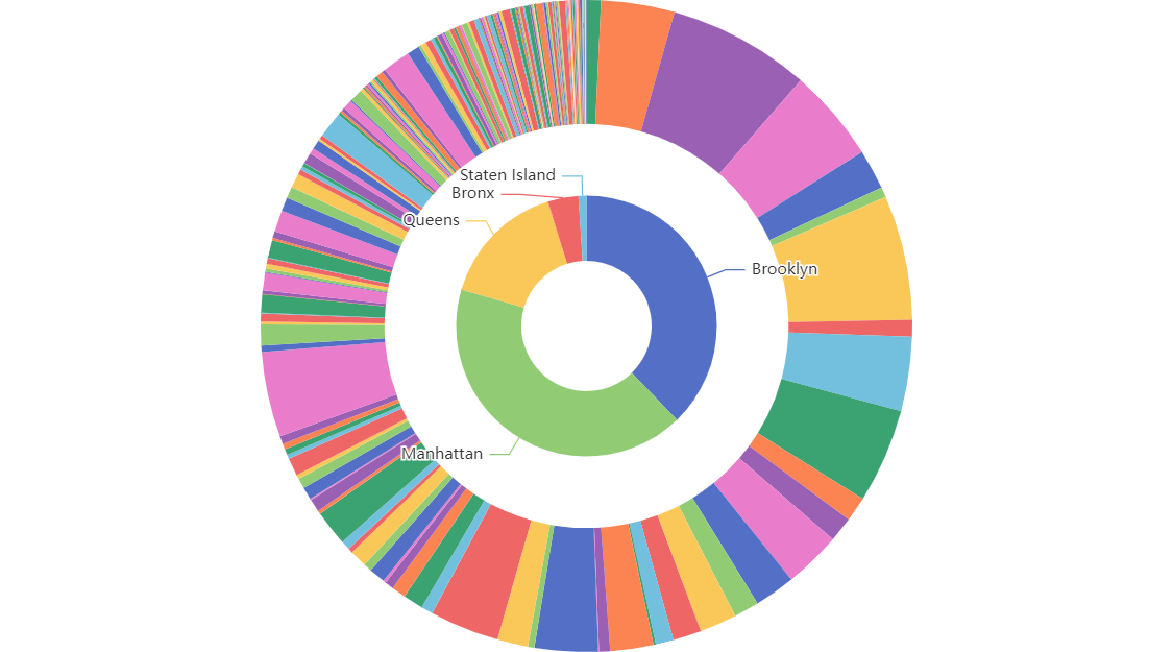 Staten Island
Bronx
Queens
Brooklyn
Manhattan